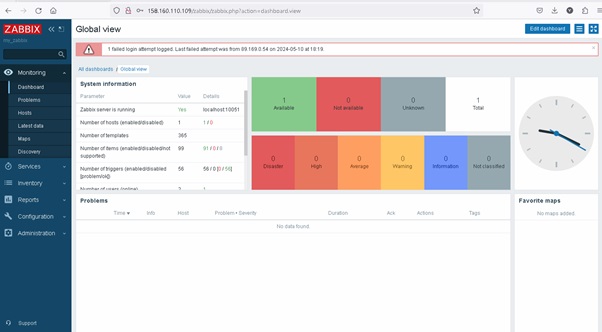 158.160.110.109/zabbix/zabbix.php?action=dashboard.view
ZABBIX
my_zabbix
Monitoring
Dashboard
Problems
Hosts
Latest data
Maps
Discovery
Services
Inventory
Reports
Configuration
Administration
Support
Global view
Edit dashboard
1 failed login attempt logged. Last failed attempt was from 89.169.0.54 on 2024-05-10 at 18:19.
All dashboards / Global view
System information
Parameter Value Details
Zabbix server is running Yes localhost:10051
Number of hosts (enabled/disabled) 1 1 / 0
Number of templates 365
Number of items (enabled/disabled/not supported) 99 91 / 0 / 8
Number of triggers (enabled/disabled [problem/ok]) 56 56 / 0 [0 / 56]
Number of users (online) 2 1
1 Available
0 Not available
0 Unknown
1 Total
0 Disaster
0 High
0 Average
0 Warning
0 Information
0 Not classified
Problems
Time Info Host Problem • Severity Duration Ack Actions Tags
No data found.
Favorite maps
No maps added.